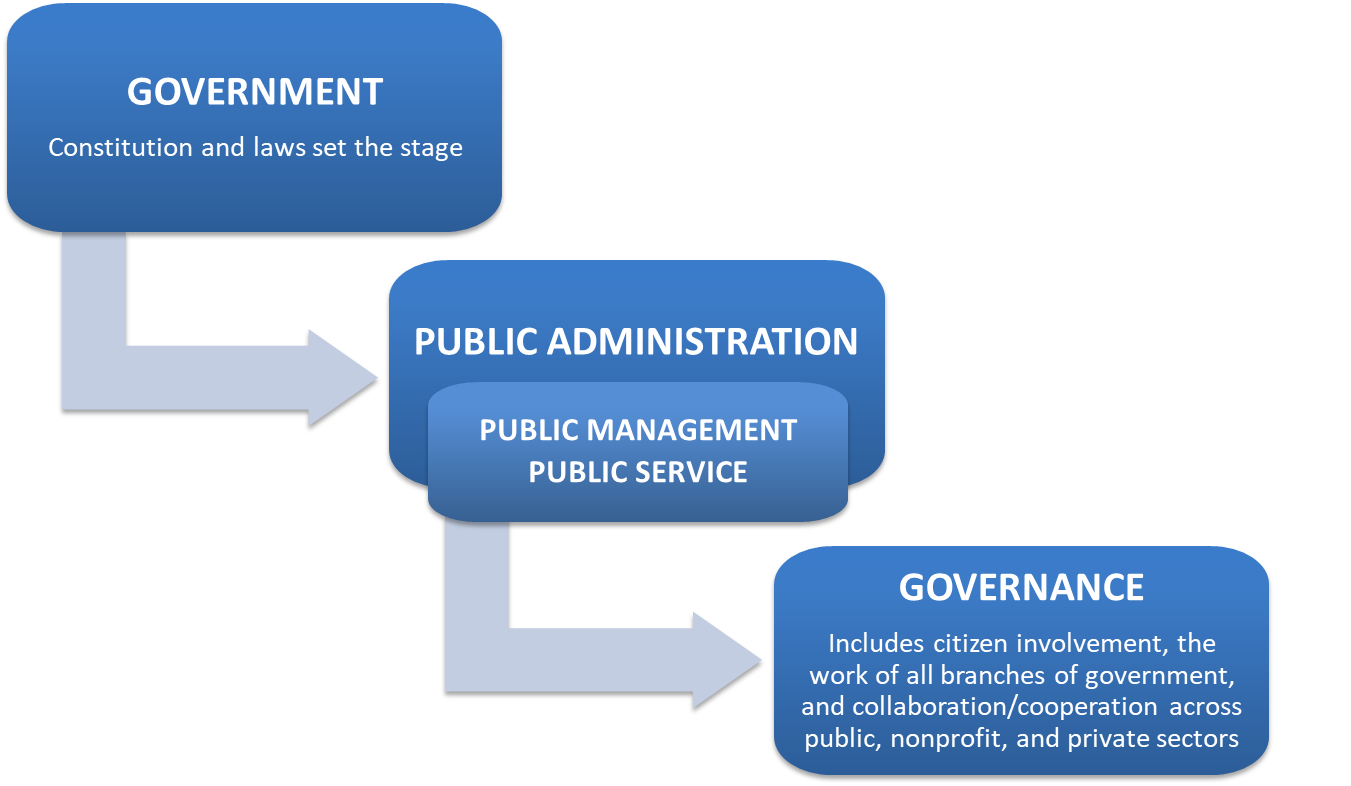 GOVERNMENT
Constitution and laws set the stage
PUBLIC ADMINISTRATION
PUBLIC MANAGEMENT
PUBLIC SERVICE
GOVERNANCE
Includes citizen involvement, the
work of all branches of government,
and collaboration/cooperation across
public, nonprofit, and private sectors